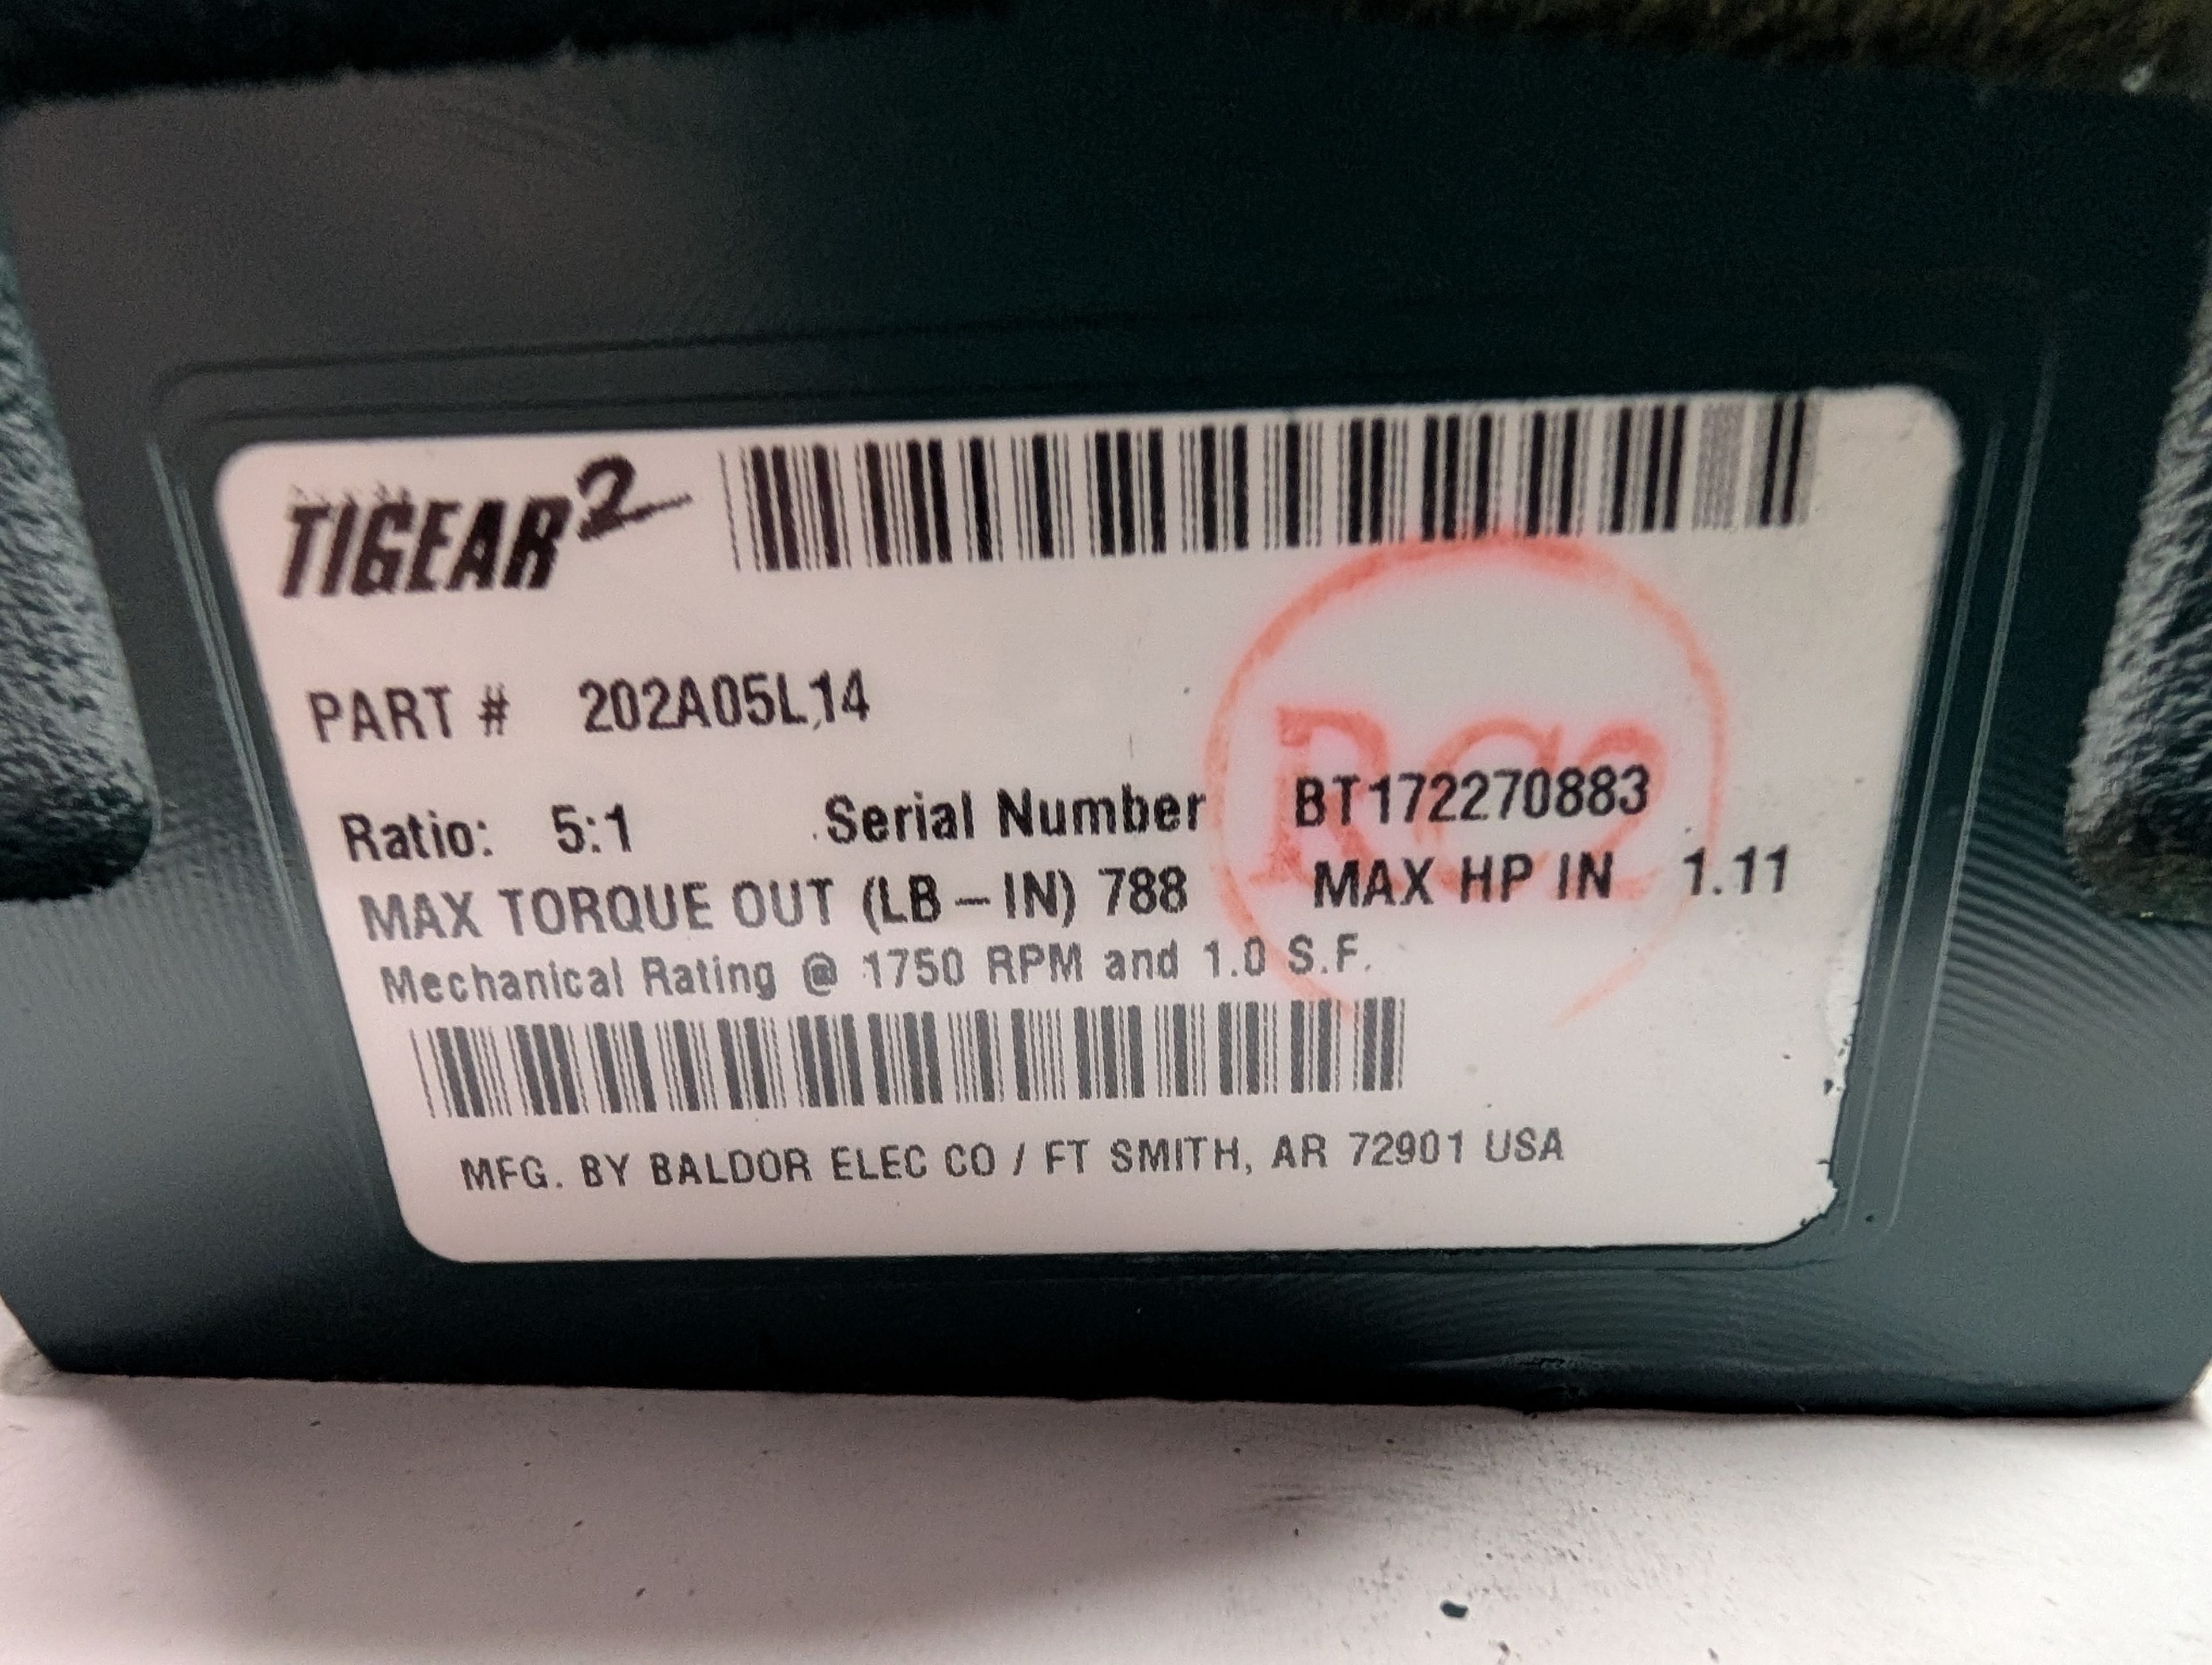 TIGEAR2
PART # 202A05L14
Ratio: 5:1 Serial Number BT172270883
MAX TORQUE OUT (LB-IN) 788 MAX HP IN 1.11
Mechanical Rating @ 1750 RPM and 1.0 S.F.
MFG. BY BALDOR ELEC CO / FT SMITH, AR 72901 USA